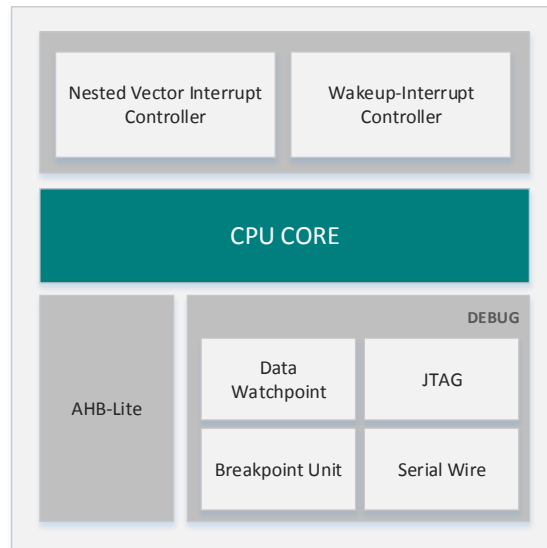 Nested Vector Interrupt
Controller
Wakeup-Interrupt
Controller
CPU CORE
AHB-Lite
DEBUG
Data
Watchpoint
JTAG
Breakpoint Unit
Serial Wire